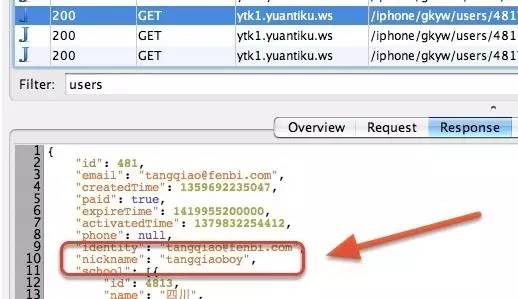 200 GET ytk1.yuantiku.ws /iphone/gkyw/users/481
200 GET ytk1.yuantiku.ws /iphone/gkyw/users/481
200 GET ytk1.yuantiku.ws /iphone/gkyw/users/481
Filter: users
Overview Request Response
1 {
2 "id": 481,
3 "email": "tangqiao@fenbi.com",
4 "createdTime": 1359692235047,
5 "paid": true,
6 "expireTime": 1419955200000,
7 "activatedTime": 1379832254412,
8 "phone": null,
9 "identity": "tangqiao@fenbi.com",
10 "nickname": "tangqiaoboy",
11 "school": [{
12 "id": 4813,
13 "name": "四川",